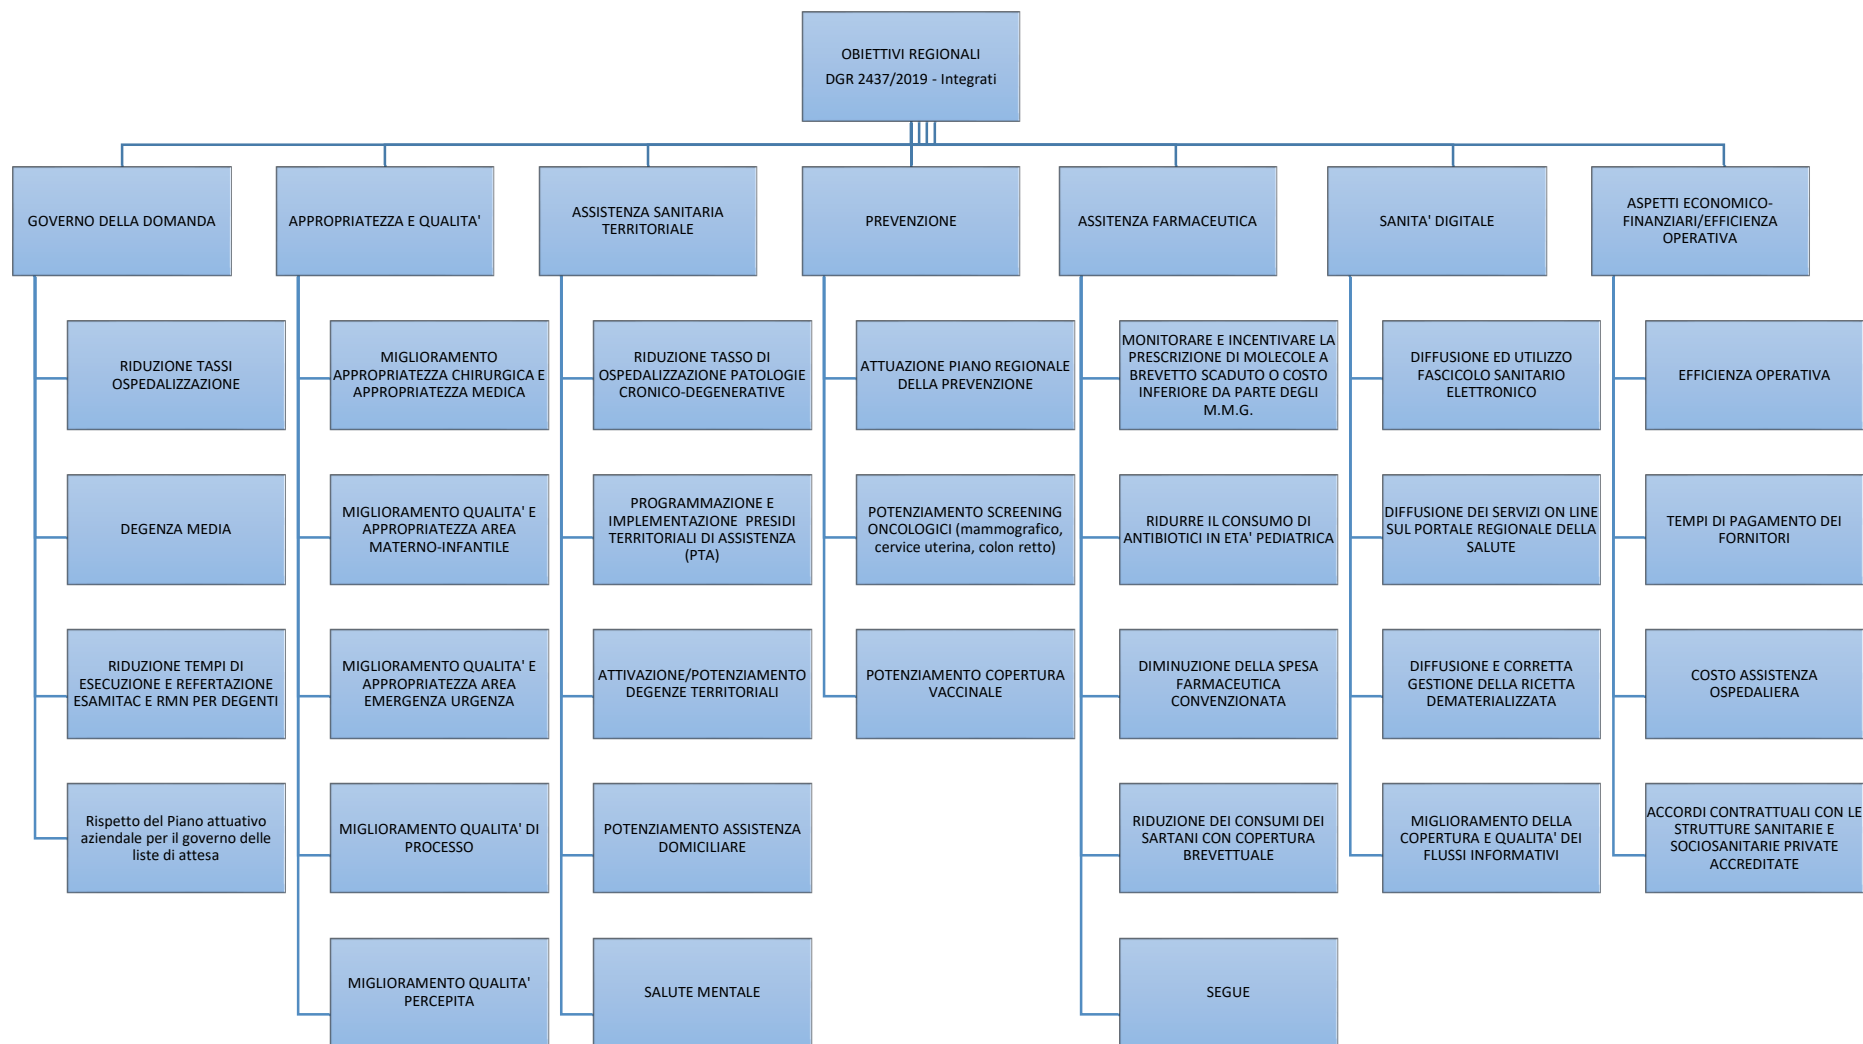 OBIETTIVI REGIONALI
DGR 2437/2019 - Integrati
GOVERNO DELLA DOMANDA
APPROPRIATEZZA E QUALITA'
ASSISTENZA SANITARIA
TERRITORIALE
PREVENZIONE
ASSITENZA FARMACEUTICA
SANITA' DIGITALE
ASPETTI ECONOMICO-
FINANZIARI/EFFICIENZA
OPERATIVA
RIDUZIONE TASSI
OSPEDALIZZAZIONE
MIGLIORAMENTO
APPROPRIATEZZA CHIRURGICA E
APPROPRIATEZZA MEDICA
RIDUZIONE TASSO DI
OSPEDALIZZAZIONE PATOLOGIE
CRONICO-DEGENERATIVE
ATTUAZIONE PIANO REGIONALE
DELLA PREVENZIONE
MONITORARE E INCENTIVARE LA
PRESCRIZIONE DI MOLECOLE A
BREVETTO SCADUTO O COSTO
INFERIORE DA PARTE DEGLI
M.M.G.
DIFFUSIONE ED UTILIZZO
FASCICOLO SANITARIO
ELETTRONICO
EFFICIENZA OPERATIVA
DEGENZA MEDIA
MIGLIORAMENTO QUALITA' E
APPROPRIATEZZA AREA
MATERNO-INFANTILE
PROGRAMMAZIONE E
IMPLEMENTAZIONE PRESIDI
TERRITORIALI DI ASSISTENZA
(PTA)
POTENZIAMENTO SCREENING
ONCOLOGICI (mammografico,
cervice uterina, colon retto)
RIDURRE IL CONSUMO DI
ANTIBIOTICI IN ETA' PEDIATRICA
DIFFUSIONE DEI SERVIZI ON LINE
SUL PORTALE REGIONALE DELLA
SALUTE
TEMPI DI PAGAMENTO DEI
FORNITORI
RIDUZIONE TEMPI DI
ESECUZIONE E REFERTAZIONE
ESAMITAC E RMN PER DEGENTI
MIGLIORAMENTO QUALITA' E
APPROPRIATEZZA AREA
EMERGENZA URGENZA
ATTIVAZIONE/POTENZIAMENTO
DEGENZE TERRITORIALI
POTENZIAMENTO COPERTURA
VACCINALE
DIMINUZIONE DELLA SPESA
FARMACEUTICA
CONVENZIONATA
DIFFUSIONE E CORRETTA
GESTIONE DELLA RICETTA
DEMATERIALIZZATA
COSTO ASSISTENZA
OSPEDALIERA
Rispetto del Piano attuativo
aziendale per il governo delle
liste di attesa
MIGLIORAMENTO QUALITA' DI
PROCESSO
POTENZIAMENTO ASSISTENZA
DOMICILIARE
RIDUZIONE DEI CONSUMI DEI
SARTANI CON COPERTURA
BREVETTUALE
MIGLIORAMENTO DELLA
COPERTURA E QUALITA' DEI
FLUSSI INFORMATIVI
ACCORDI CONTRATTUALI CON LE
STRUTTURE SANITARIE E
SOCIOSANITARIE PRIVATE
ACCREDITATE
MIGLIORAMENTO QUALITA'
PERCEPITA
SALUTE MENTALE
SEGUE